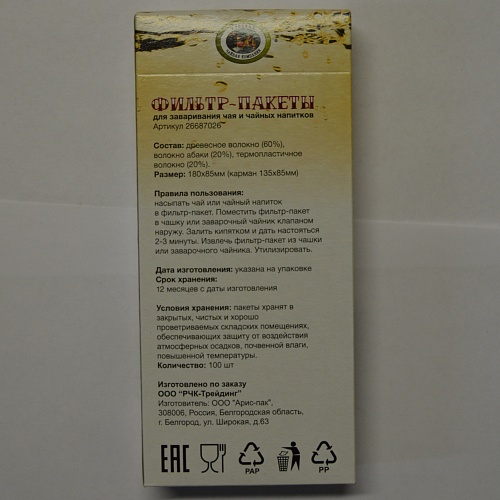 ФИЛЬТР-ПАКЕТЫ
для заваривания чая и чайных напитков
Артикул 26687026
Состав: древесное волокно (60%),
волокно абаки (20%), термопластичное
волокно (20%).
Размер: 180х85мм (карман 135х85мм)
Правила пользования:
насыпать чай или чайный напиток
в фильтр-пакет. Поместить фильтр-пакет
в чашку или заварочный чайник клапаном
наружу. Залить кипятком и дать настояться
2-3 минуты. Извлечь фильтр-пакет из чашки
или заварочного чайника. Утилизировать.
Дата изготовления: указана на упаковке
Срок хранения:
12 месяцев с даты изготовления
Условия хранения: пакеты хранят в
закрытых, чистых и хорошо
проветриваемых складских помещениях,
обеспечивающих защиту от воздействия
атмосферных осадков, почвенной влаги,
повышенной температуры.
Количество: 100 шт
Изготовлено по заказу
ООО "РЧК-Трейдинг"
Изготовитель: ООО "Арис-пак",
308006, Россия, Белгородская область,
г. Белгород, ул. Широкая, д.63
EAC PAP PP